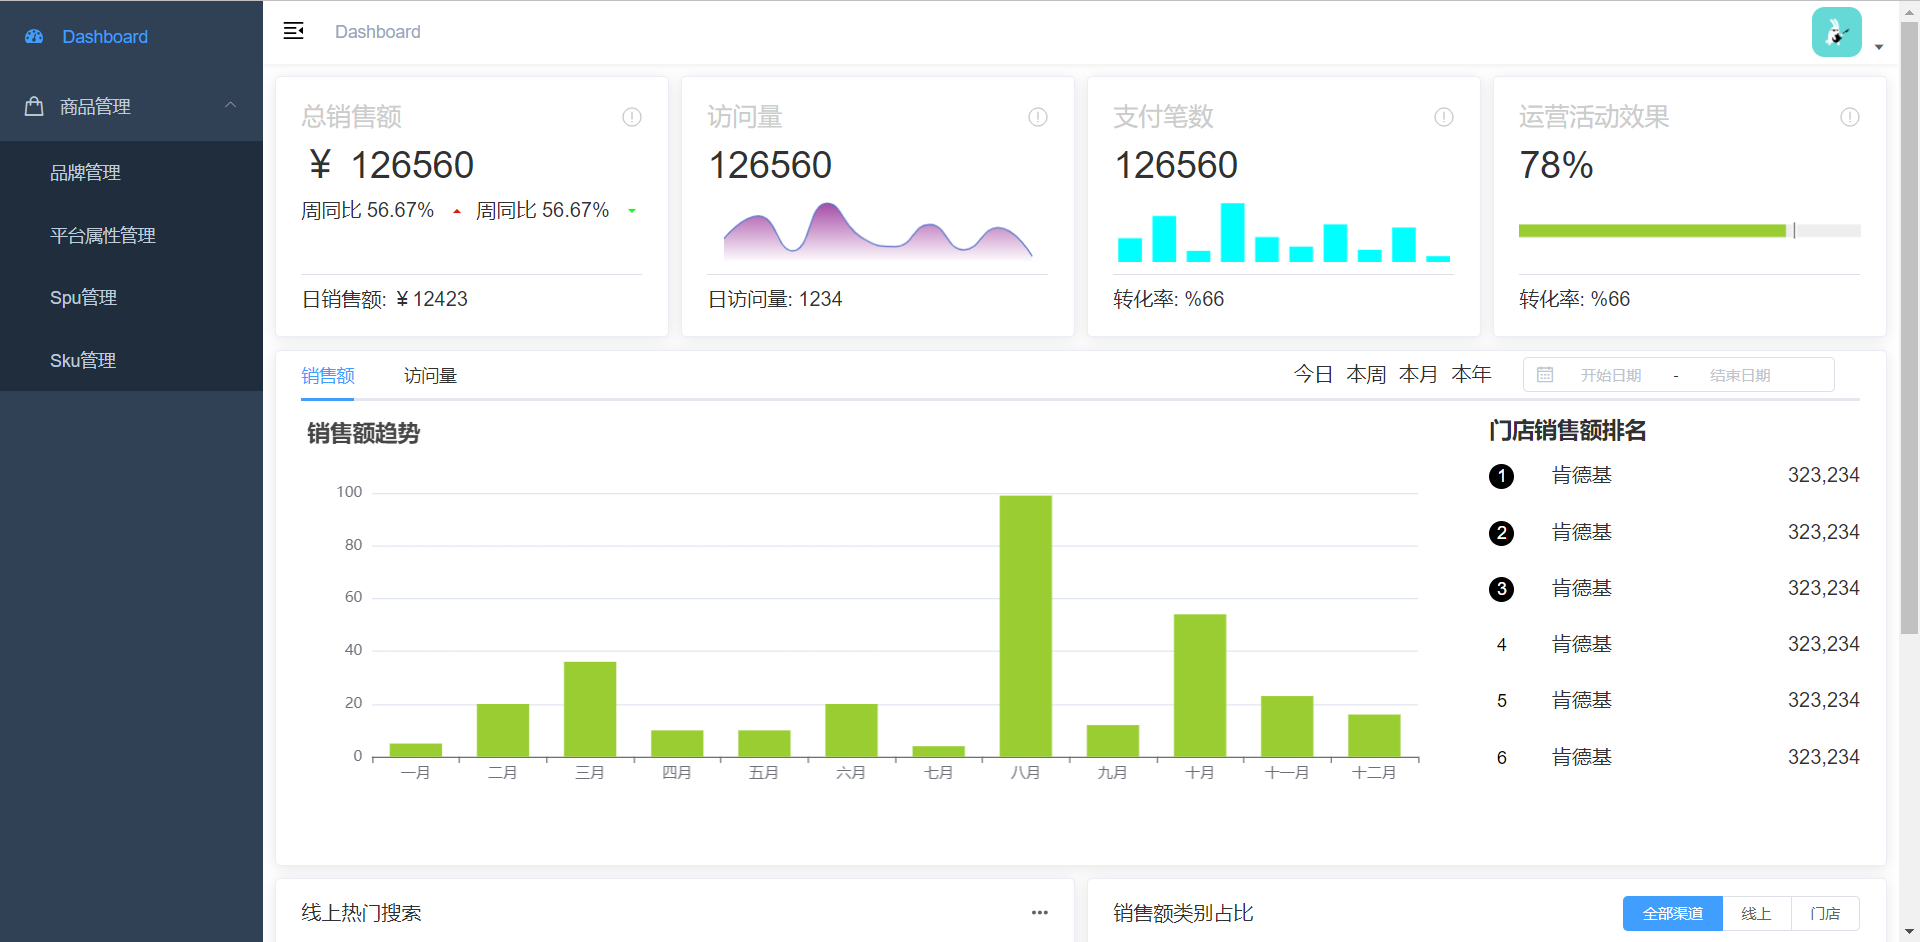 Dashboard
商品管理
品牌管理
平台属性管理
Spu管理
Sku管理
Dashboard
总销售额
¥ 126560
周同比 56.67% 周同比 56.67%
日销售额: ¥ 12423
访问量
126560
日访问量: 1234
支付笔数
126560
转化率: %66
运营活动效果
78%
转化率: %66
销售额 访问量
今日 本周 本月 本年 开始日期 - 结束日期
销售额趋势
100
80
60
40
20
0
一月 二月 三月 四月 五月 六月 七月 八月 九月 十月 十一月 十二月
门店销售额排名
1 肯德基 323,234
2 肯德基 323,234
3 肯德基 323,234
4 肯德基 323,234
5 肯德基 323,234
6 肯德基 323,234
线上热门搜索
销售额类别占比
全部渠道 线上 门店